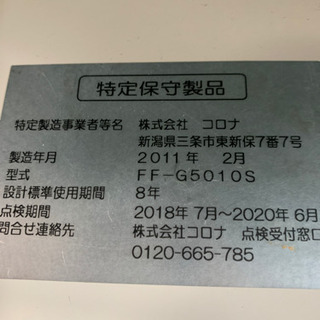 特定保守製品
特定製造事業者等名 株式会社 コロナ
新潟県三条市東新保7番7号
製造年月 2011年 2月
型式 FF-G5010S
設計標準使用期間 8年
点検期間 2018年 7月~2020年 6月
問合せ連絡先 株式会社コロナ 点検受付窓口
0120-665-785